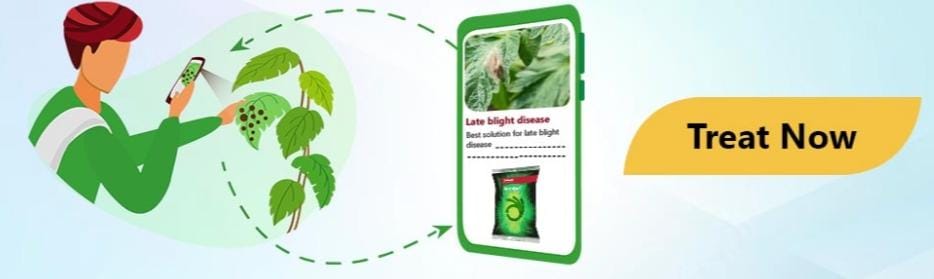 Late blight disease
Best solution for late blight
disease
Treat Now